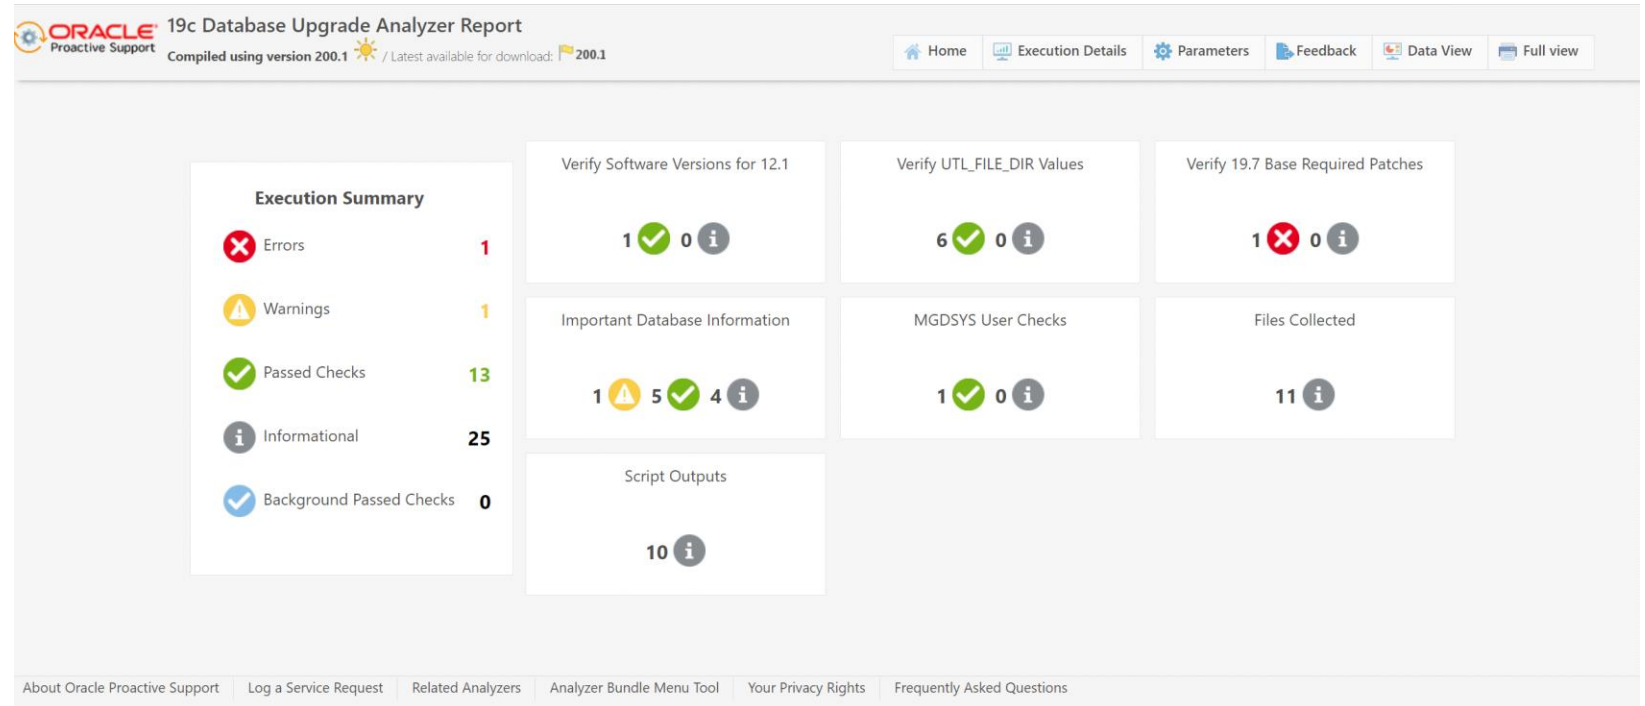 ORACLE
Proactive Support
19c Database Upgrade Analyzer Report
Compiled using version 200.1 / Latest available for download: 200.1
Home
Execution Details
Parameters
Feedback
Data View
Full view
Execution Summary
Errors 1
Warnings 1
Passed Checks 13
Informational 25
Background Passed Checks 0
Verify Software Versions for 12.1
1 0
Verify UTL_FILE_DIR Values
6 0
Verify 19.7 Base Required Patches
1 0
Important Database Information
1 5 4
MGDSYS User Checks
1 0
Files Collected
11
Script Outputs
10
About Oracle Proactive Support
Log a Service Request
Related Analyzers
Analyzer Bundle Menu Tool
Your Privacy Rights
Frequently Asked Questions